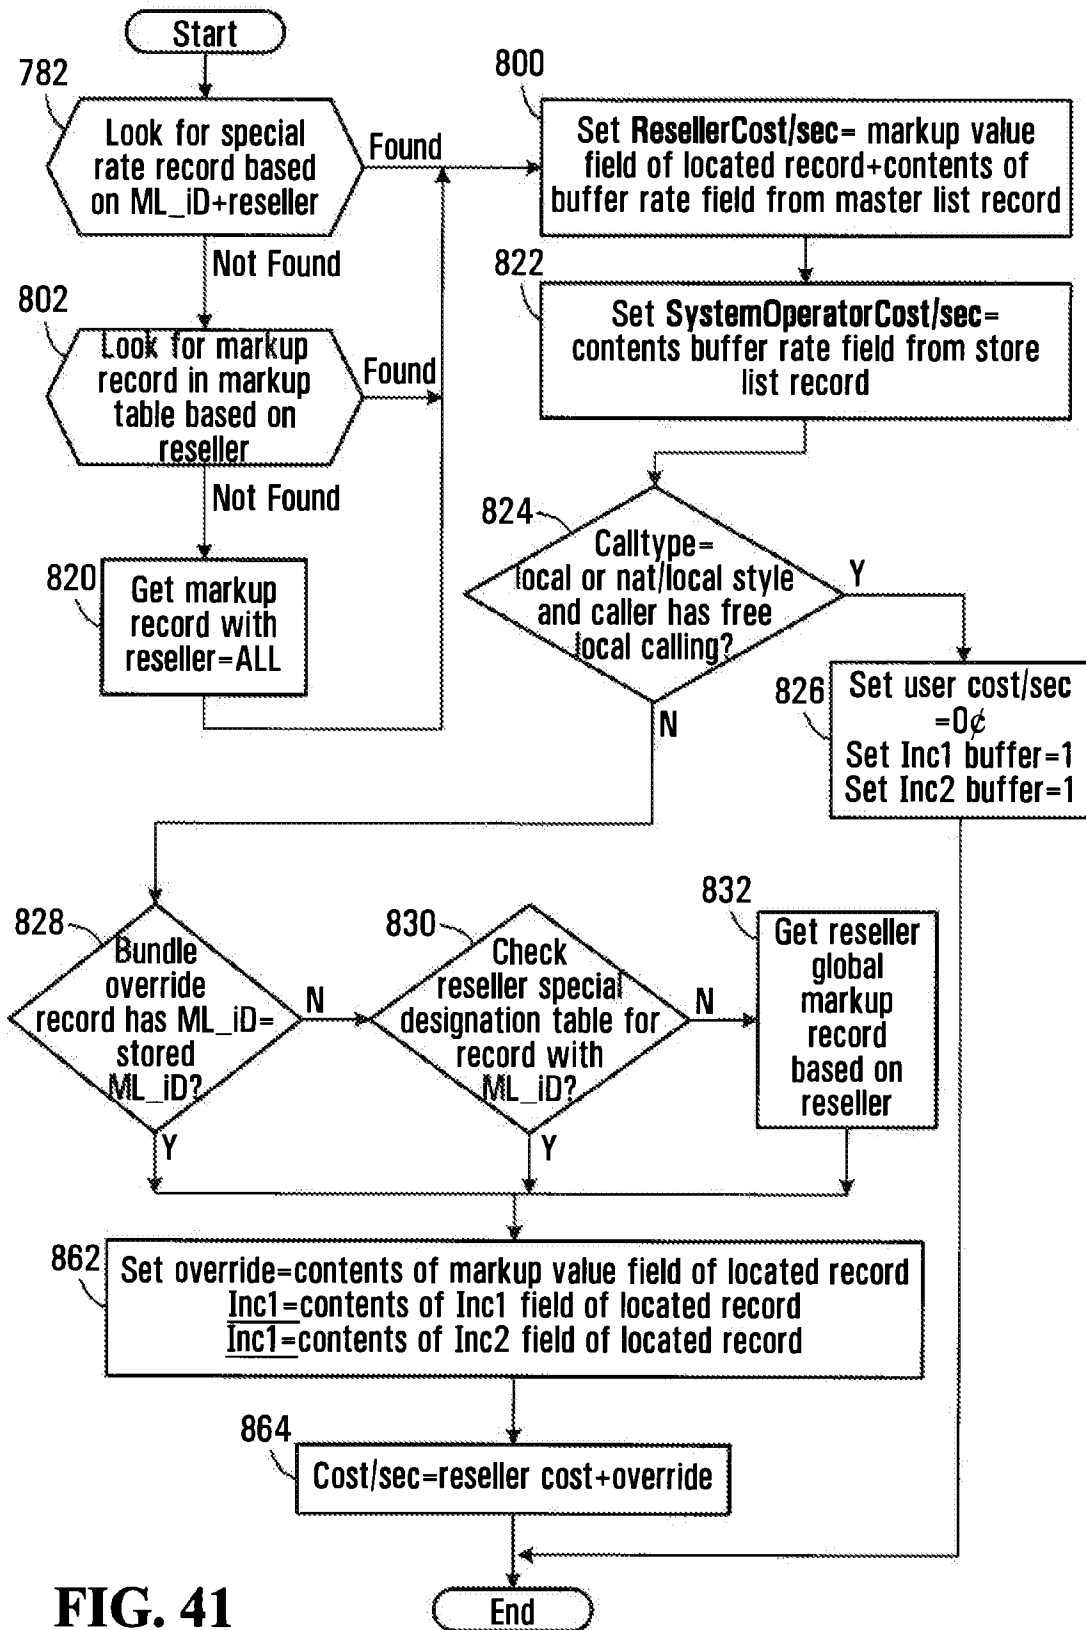 Start
782
Look for special
rate record based
on ML_iD+reseller
Found
Not Found
802
Look for markup
record in markup
table based on
reseller
Found
Not Found
820
Get markup
record with
reseller=ALL
800
Set ResellerCost/sec= markup value
field of located record+contents of
buffer rate field from master list record
822
Set SystemOperatorCost/sec=
contents buffer rate field from store
list record
824
Calltype=
local or nat/local style
and caller has free
local calling?
Y
N
826
Set user cost/sec
=0¢
Set Inc1 buffer=1
Set Inc2 buffer=1
828
Bundle
override
record has ML_iD=
stored
ML_iD?
N
Y
830
Check
reseller special
designation table for
record with
ML_iD?
N
Y
832
Get reseller
global
markup
record
based on
reseller
862
Set override=contents of markup value field of located record
Inc1=contents of Inc1 field of located record
Inc1=contents of Inc2 field of located record
864
Cost/sec=reseller cost+override
End
FIG. 41